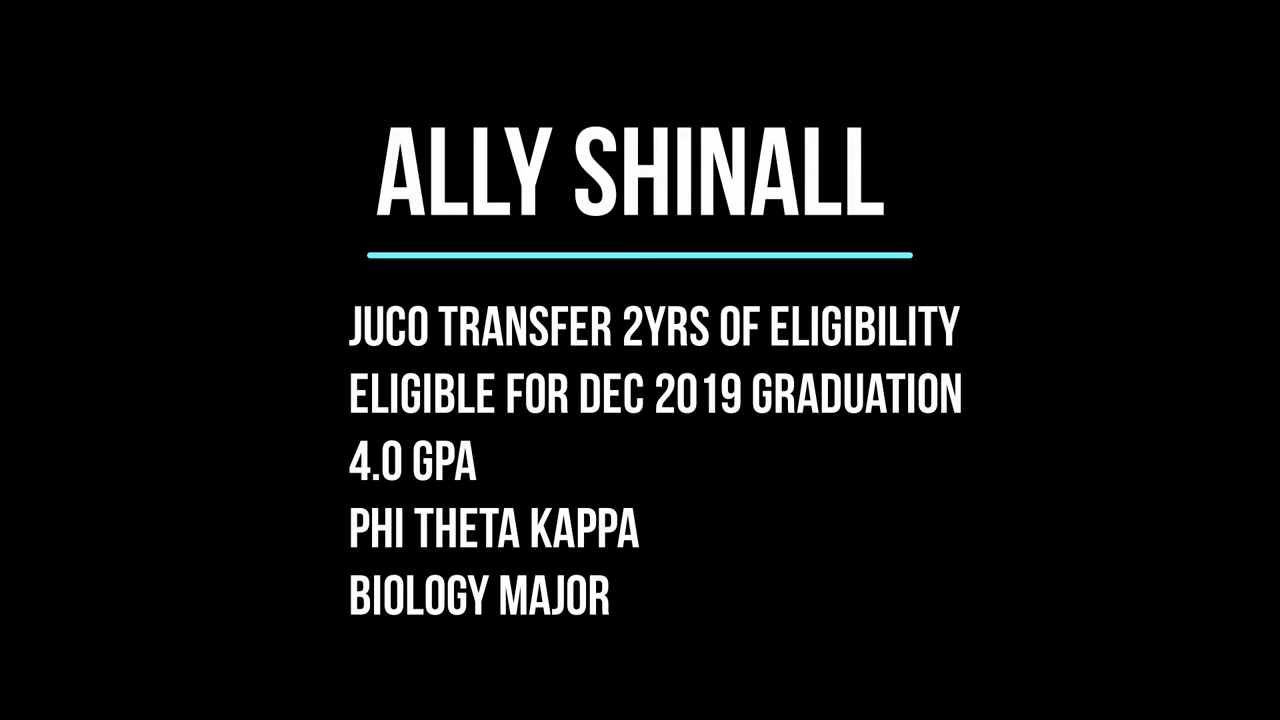 ALLY SHINALL
JUCO TRANSFER 2YRS OF ELIGIBILITY
ELIGIBLE FOR DEC 2019 GRADUATION
4.0 GPA
PHI THETA KAPPA
BIOLOGY MAJOR